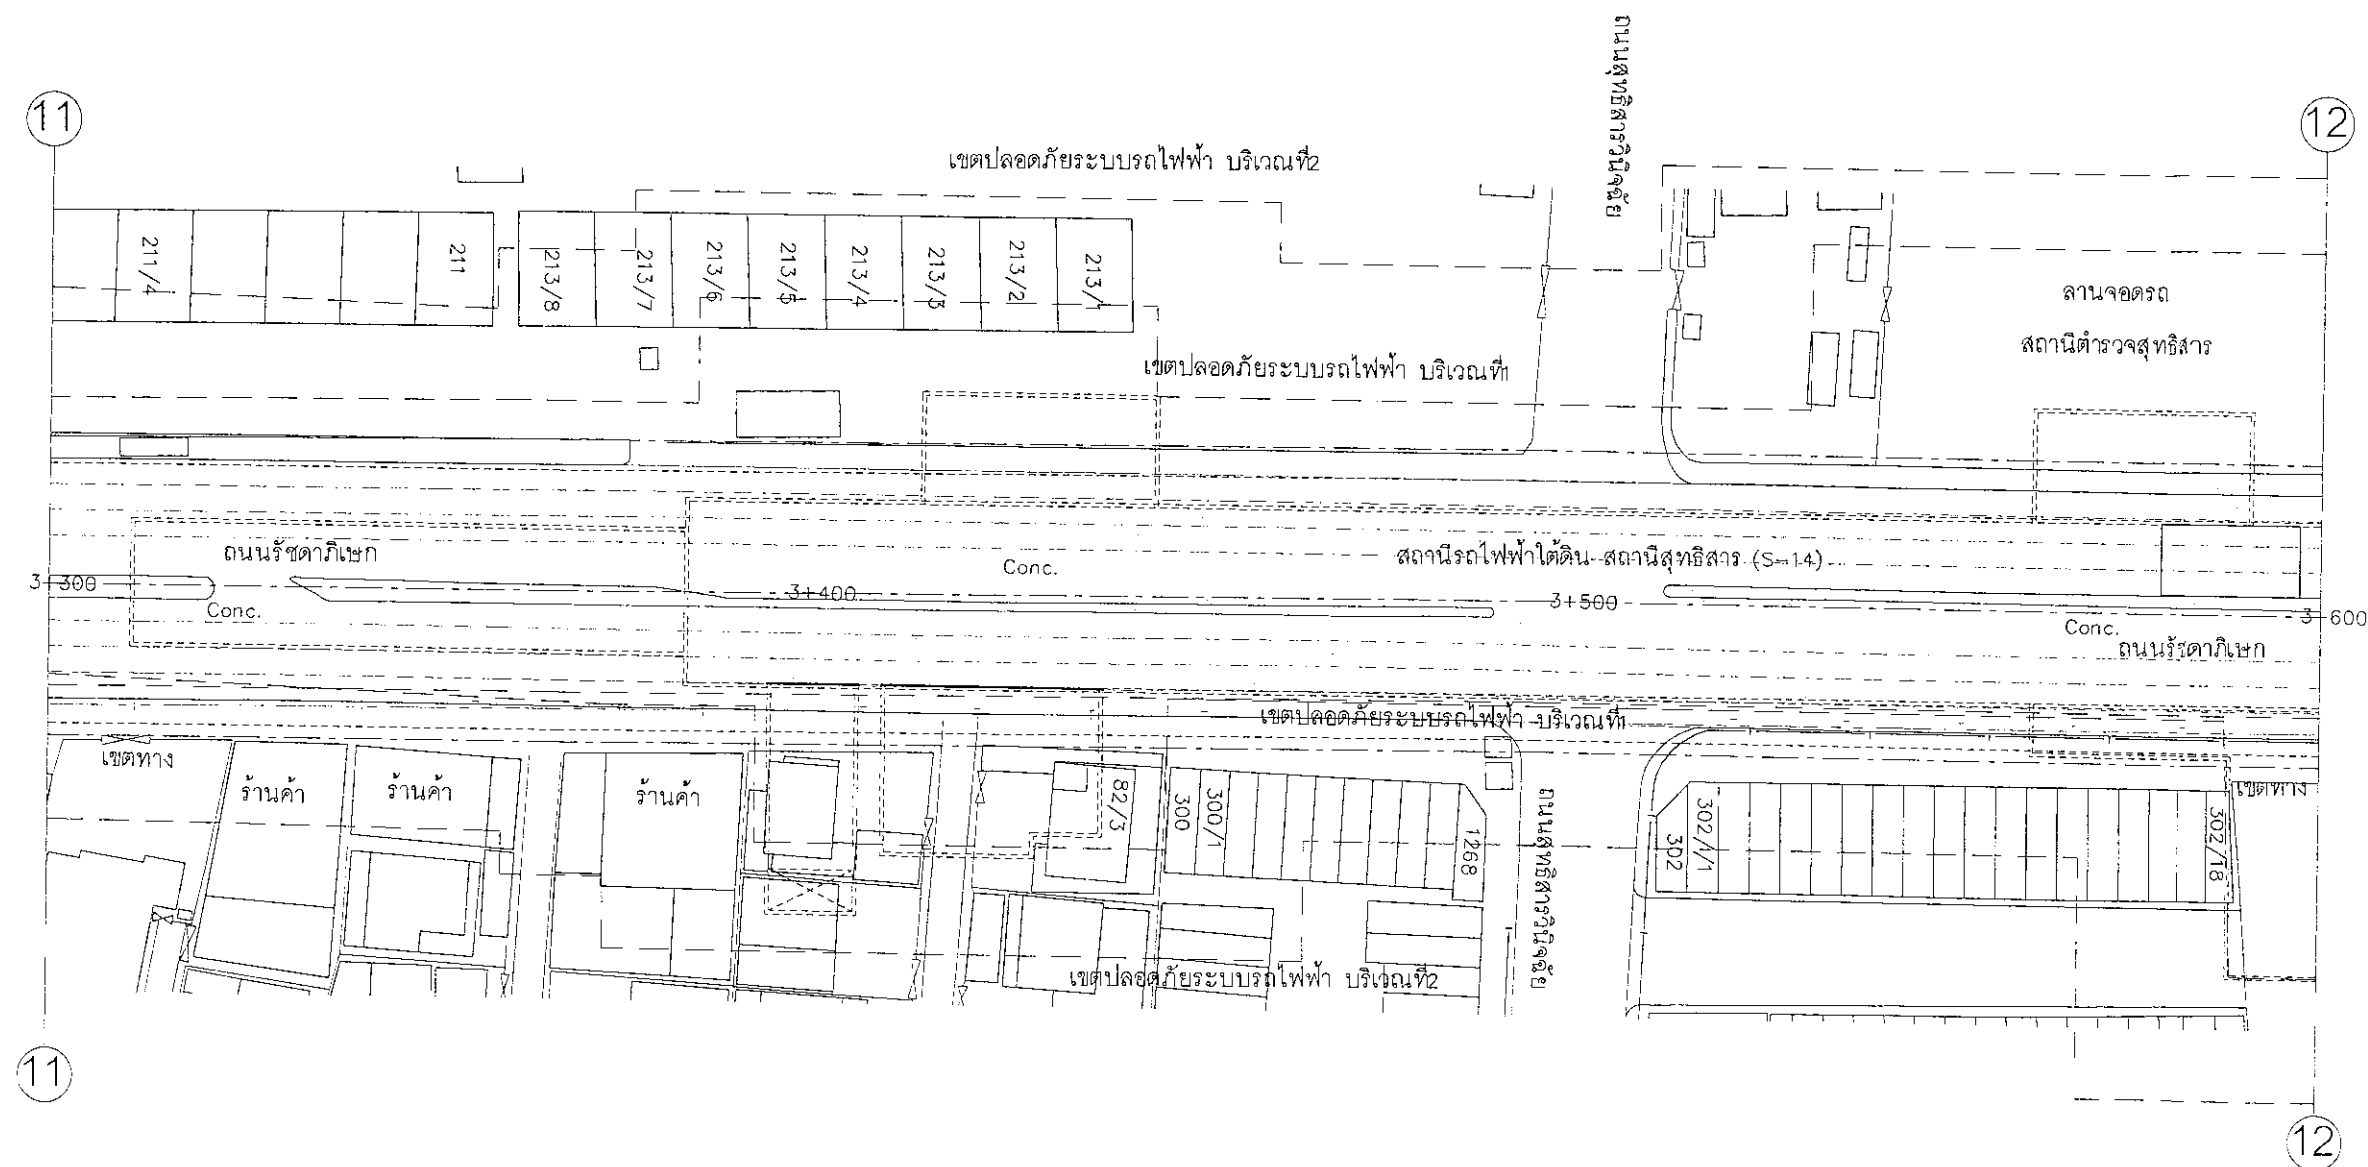 ถนนสุทธิสารวินิจฉัย
11
12
เขตปลอดภัยระบบรถไฟฟ้า บริเวณที่2
211/4
211
213/8
213/7
213/6
213/5
213/4
213/3
213/2
213/1
ลานจอดรถ
สถานีตำรวจสุทธิสาร
เขตปลอดภัยระบบรถไฟฟ้า บริเวณที่1
ถนนรัชดาภิเษก
Conc.
สถานีรถไฟฟ้าใต้ดิน สถานีสุทธิสาร (S-14)
3+300
3+400
3+500
3+600
Conc.
Conc.
ถนนรัชดาภิเษก
เขตปลอดภัยระบบรถไฟฟ้า บริเวณที่1
เขตทาง
ร้านค้า
ร้านค้า
ร้านค้า
82/3
300
300/1
1268
ถนนสุทธิสารวินิจฉัย
302
302/1/1
302/18
เขตทาง
เขตปลอดภัยระบบรถไฟฟ้า บริเวณที่2
11
12